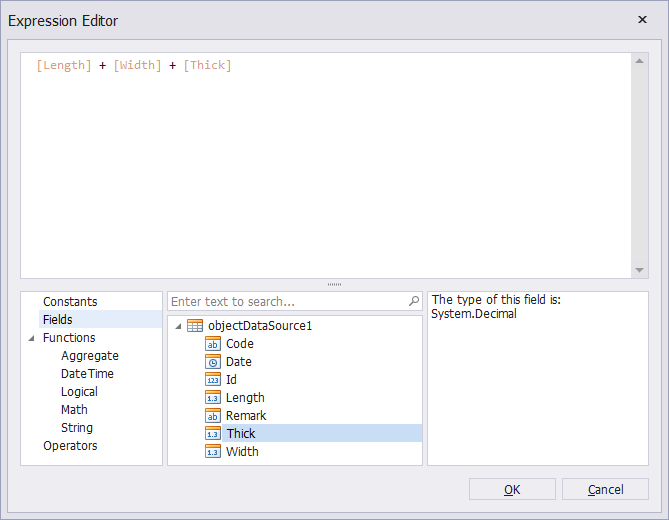 Expression Editor
[Length] + [Width] + [Thick]
Constants
Fields
Functions
Aggregate
DateTime
Logical
Math
String
Operators
Enter text to search...
objectDataSource1
ab Code
Date
123 Id
1.3 Length
ab Remark
1.3 Thick
1.3 Width
The type of this field is:
System.Decimal
OK
Cancel